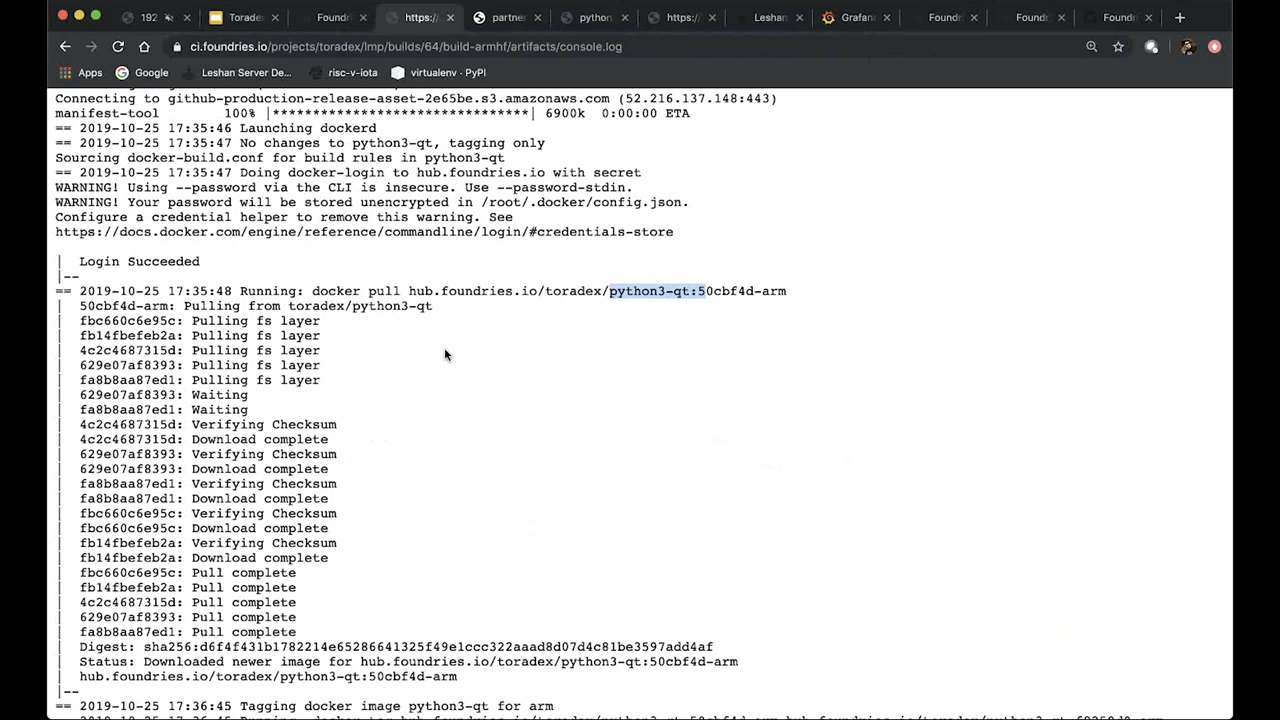 192
Toradex
Foundri
https:/
partne
python
https:/
Leshan
Grafan
Foundr
Foundr
Foundr
ci.foundries.io/projects/toradex/lmp/builds/64/build-armhf/artifacts/console.log
Apps
Google
Leshan Server De...
risc-v-iota
virtualenv · PyPI
Connecting to github-production-release-asset-2e65be.s3.amazonaws.com (52.216.137.148:443)
manifest-tool 100% |*******************************| 6900k 0:00:00 ETA
== 2019-10-25 17:35:46 Launching dockerd
== 2019-10-25 17:35:47 No changes to python3-qt, tagging only
Sourcing docker-build.conf for build rules in python3-qt
== 2019-10-25 17:35:47 Doing docker-login to hub.foundries.io with secret
WARNING! Using --password via the CLI is insecure. Use --password-stdin.
WARNING! Your password will be stored unencrypted in /root/.docker/config.json.
Configure a credential helper to remove this warning. See
https://docs.docker.com/engine/reference/commandline/login/#credentials-store
| Login Succeeded
|--
== 2019-10-25 17:35:48 Running: docker pull hub.foundries.io/toradex/python3-qt:50cbf4d-arm
| 50cbf4d-arm: Pulling from toradex/python3-qt
| fbc660c6e95c: Pulling fs layer
| fb14fbefeb2a: Pulling fs layer
| 4c2c4687315d: Pulling fs layer
| 629e07af8393: Pulling fs layer
| fa8b8aa87ed1: Pulling fs layer
| 629e07af8393: Waiting
| fa8b8aa87ed1: Waiting
| 4c2c4687315d: Verifying Checksum
| 4c2c4687315d: Download complete
| 629e07af8393: Verifying Checksum
| 629e07af8393: Download complete
| fa8b8aa87ed1: Verifying Checksum
| fa8b8aa87ed1: Download complete
| fbc660c6e95c: Verifying Checksum
| fbc660c6e95c: Download complete
| fb14fbefeb2a: Verifying Checksum
| fb14fbefeb2a: Download complete
| fbc660c6e95c: Pull complete
| fb14fbefeb2a: Pull complete
| 4c2c4687315d: Pull complete
| 629e07af8393: Pull complete
| fa8b8aa87ed1: Pull complete
| Digest: sha256:d6f4f431b1782214e65286641325f49e1ccc322aaad8d07d4c81be3597add4af
| Status: Downloaded newer image for hub.foundries.io/toradex/python3-qt:50cbf4d-arm
| hub.foundries.io/toradex/python3-qt:50cbf4d-arm
|--
== 2019-10-25 17:36:45 Tagging docker image python3-qt for arm